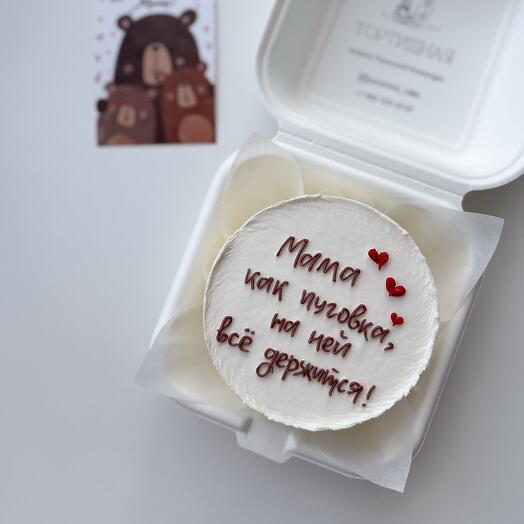 Мама
как пуговка,
на ней
всё держится!
ТОРТИШНАЯ